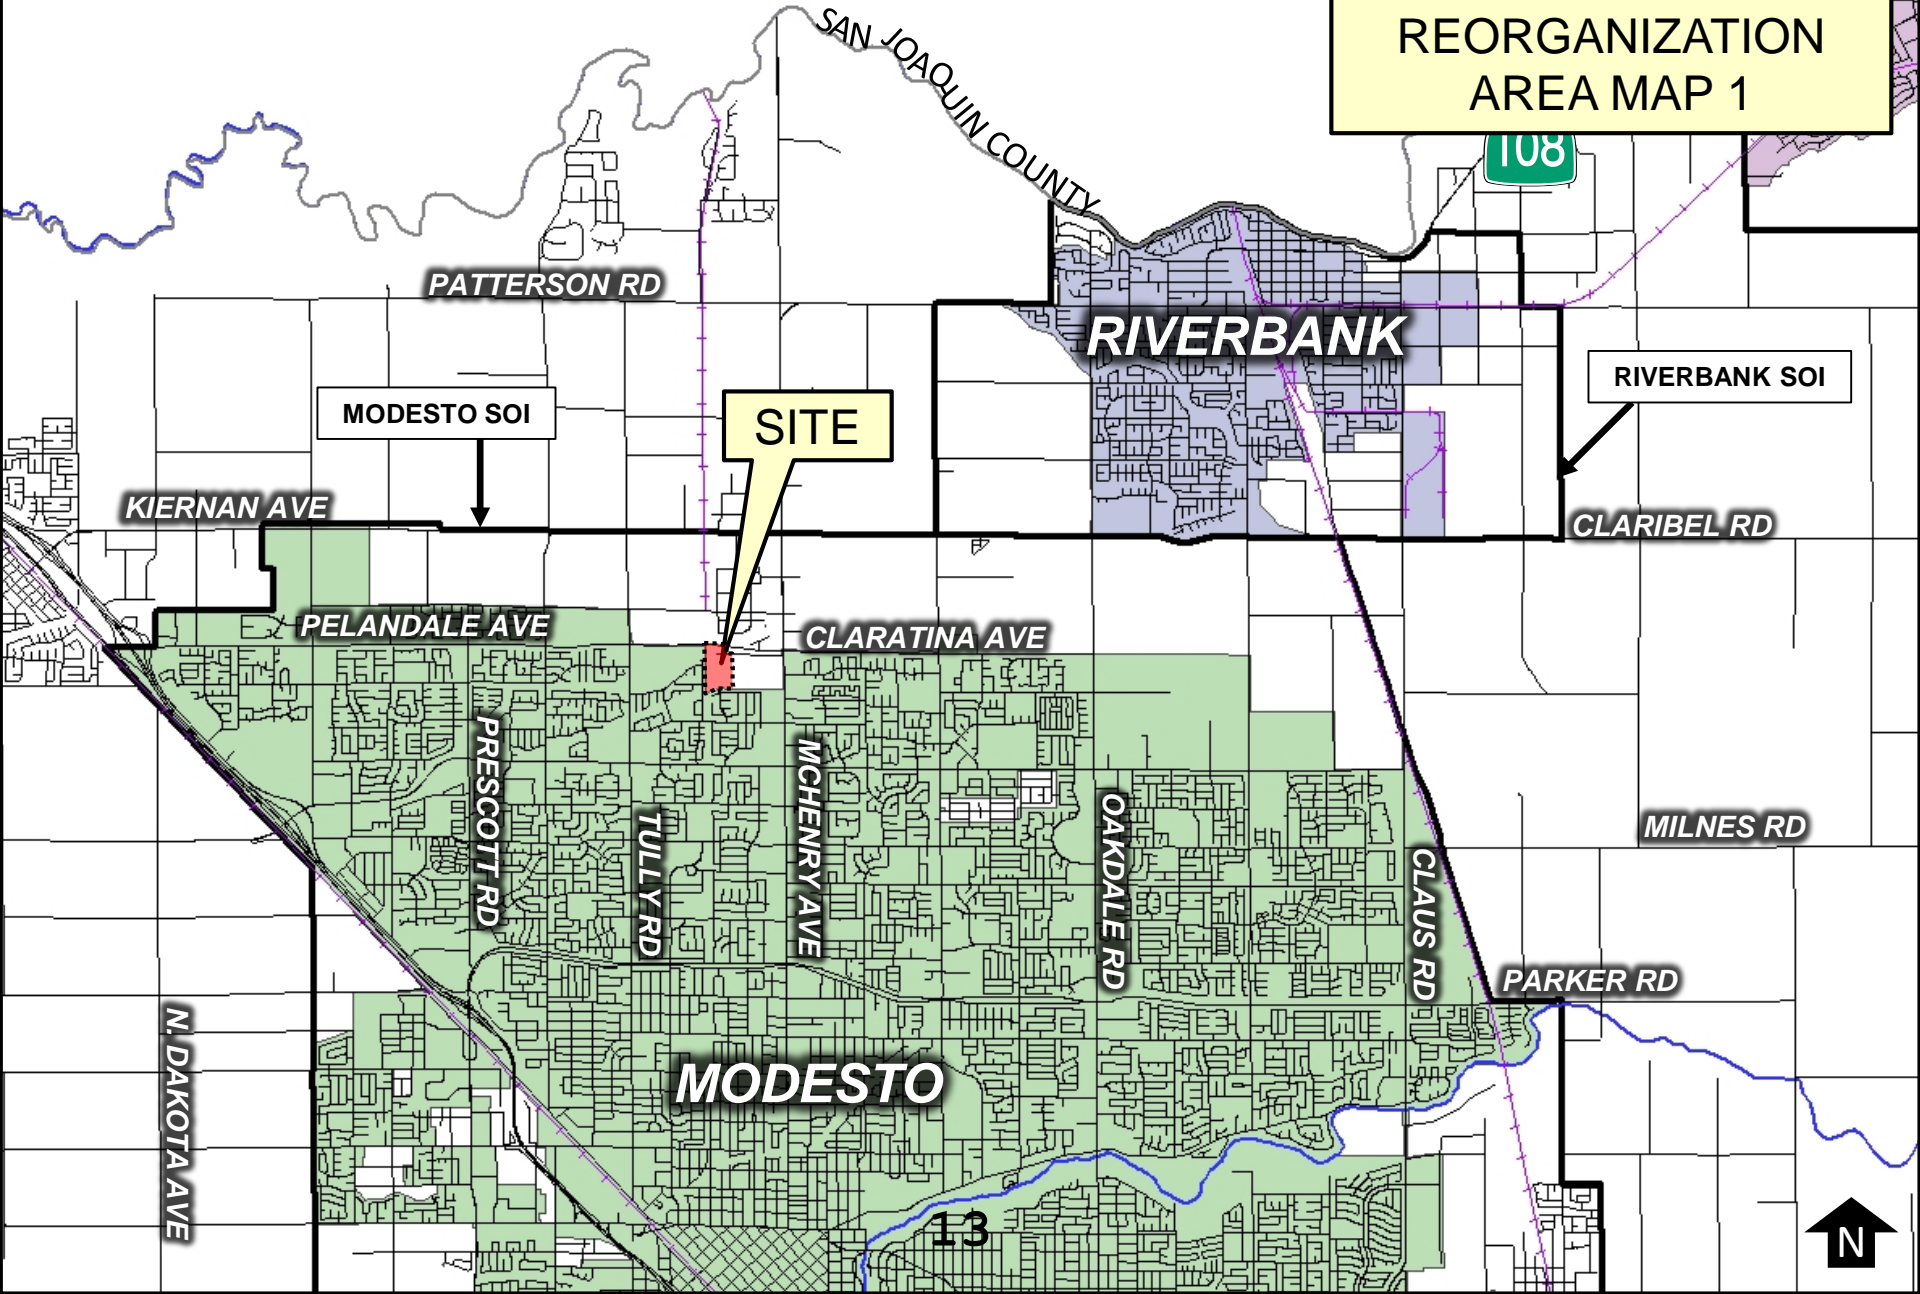 REORGANIZATION
AREA MAP 1
SAN JOAQUIN COUNTY
108
PATTERSON RD
RIVERBANK
RIVERBANK SOI
MODESTO SOI
SITE
KIERNAN AVE
CLARIBEL RD
PELANDALE AVE
CLARATINA AVE
PRESCOTT RD
TULLY RD
MCHENRY AVE
OAKDALE RD
CLAUS RD
MILNES RD
PARKER RD
N. DAKOTA AVE
MODESTO
13
N